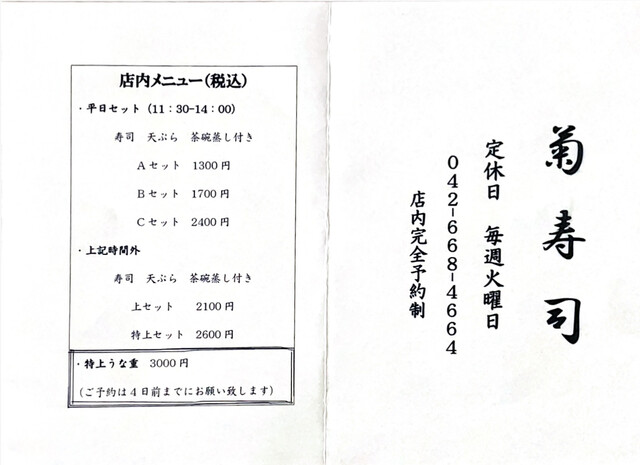 菊寿司
定休日　毎週火曜日
042-668-4664
店内完全予約制
店内メニュー(税込)
・平日セット（11：30-14：00）
寿司　天ぷら　茶碗蒸し付き
Aセット　1300円
Bセット　1700円
Cセット　2400円
・上記時間外
寿司　天ぷら　茶碗蒸し付き
上セット　2100円
特上セット　2600円
・特上うな重　3000円
(ご予約は4日前までにお願い致します)